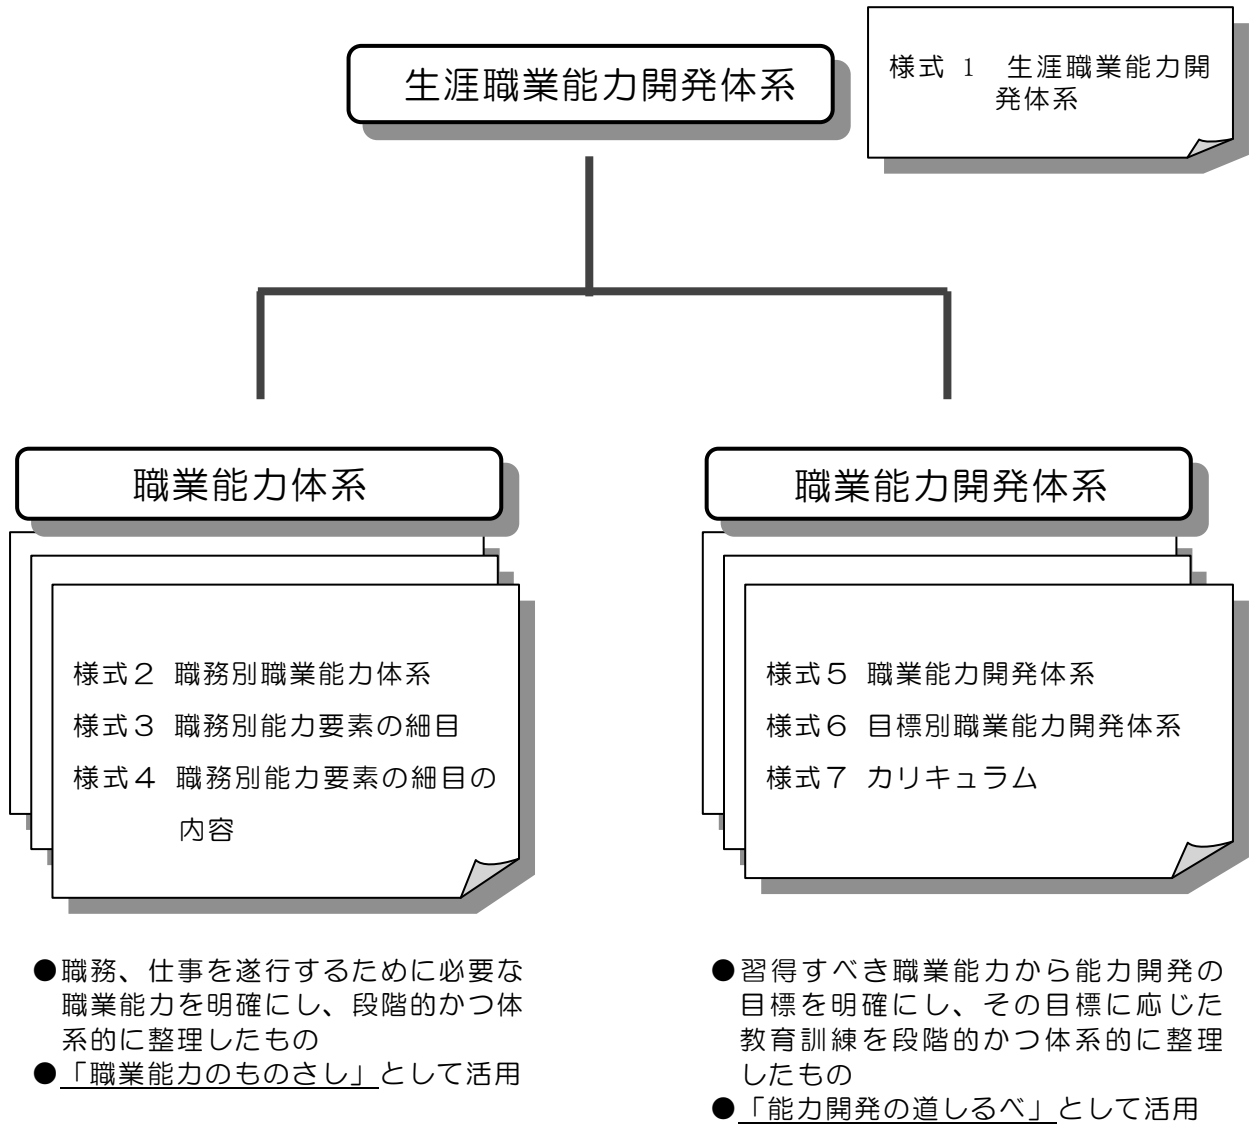 生涯職業能力開発体系
様式 1　生涯職業能力開
発体系
職業能力体系
様式２ 職務別職業能力体系
様式３ 職務別能力要素の細目
様式４ 職務別能力要素の細目の
内容
●職務、仕事を遂行するために必要な
職業能力を明確にし、段階的かつ体
系的に整理したもの
●「職業能力のものさし」として活用
職業能力開発体系
様式５ 職業能力開発体系
様式６ 目標別職業能力開発体系
様式７ カリキュラム
●習得すべき職業能力から能力開発の
目標を明確にし、その目標に応じた
教育訓練を段階的かつ体系的に整理
したもの
●「能力開発の道しるべ」として活用